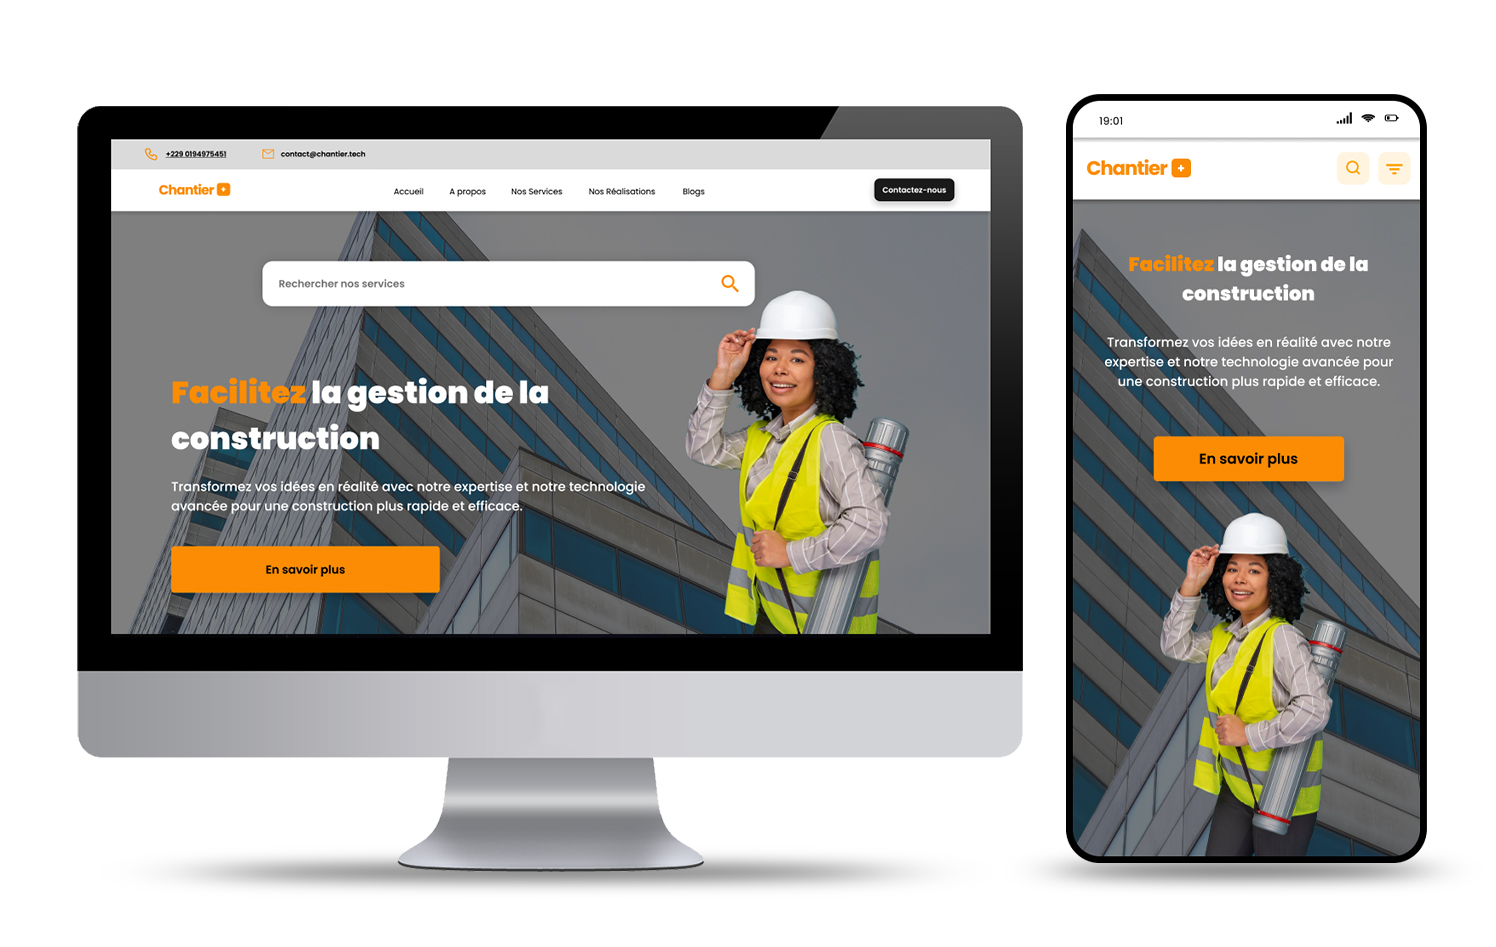 +229 0194975451 contact@chantier.tech
Chantier Accueil A propos Nos Services Nos Réalisations Blogs Contactez-nous
Rechercher nos services
Facilitez la gestion de la
construction
Transformez vos idées en réalité avec notre expertise et notre technologie
avancée pour une construction plus rapide et efficace.
En savoir plus
19:01
Chantier
Facilitez la gestion de la
construction
Transformez vos idées en réalité avec notre
expertise et notre technologie avancée pour
une construction plus rapide et efficace.
En savoir plus